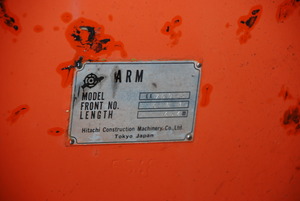 ARM
MODEL
FRONT NO.
LENGTH
Hitachi Construction Machinery Co.,Ltd.
Tokyo Japan